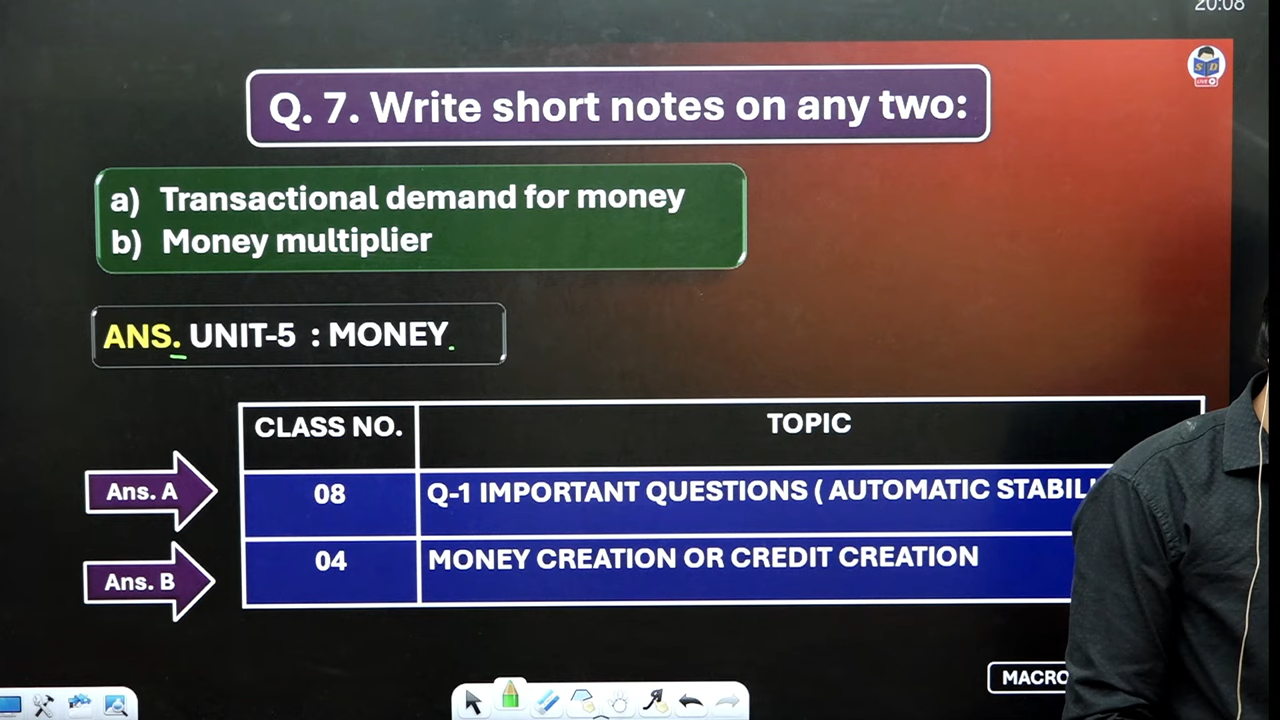 20:08
S D
LIVE
Q. 7. Write short notes on any two:
a) Transactional demand for money
b) Money multiplier
ANS. UNIT-5 : MONEY.
CLASS NO. TOPIC
Ans. A 08 Q-1 IMPORTANT QUESTIONS ( AUTOMATIC
Ans. B 04 MONEY CREATION OR CREDIT CREATION
MACRO